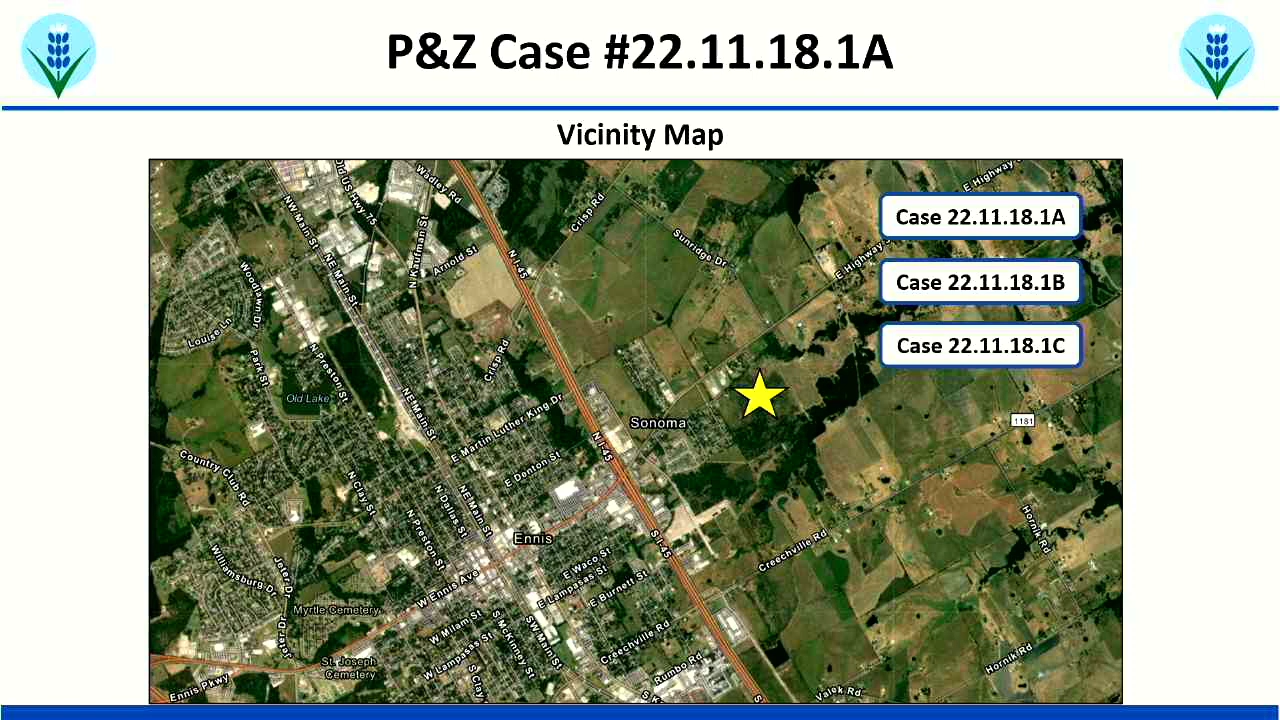 P&Z Case #22.11.18.1A
Vicinity Map
Old US Hwy 75
Wadley Rd
E Highway
Case 22.11.18.1A
NW Main St
Crisp Rd
N Kaufman St
Sunridge Dr
NE Main St
Arnold St
N I-45
E Highway
Case 22.11.18.1B
Woodlawn Dr
Louise Ln
Case 22.11.18.1C
Park St
N Preston St
Crisp Rd
Old Lake
NE Main St
E Martin Luther King Dr
Sonoma
1181
N I-45
Country Club Rd
E Denton St
N Clay St
N Dallas St
NE Main St
N Preston St
Ennis
S I-45
Creechville Rd
Hornik Rd
Williamsburg Dr
Jeter Dr
E Waco St
E Lampasas St
E Burnett St
W Ennis Ave
Myrtle Cemetery
Jeter Dr
W Milam St
S McKinney St
SW Main St
Creechville Rd
W Lampasas St
St. Joseph
Cemetery
Rumbo Rd
Hornik Rd
Ennis Pkwy
S Clay
S K
S
Valek Rd